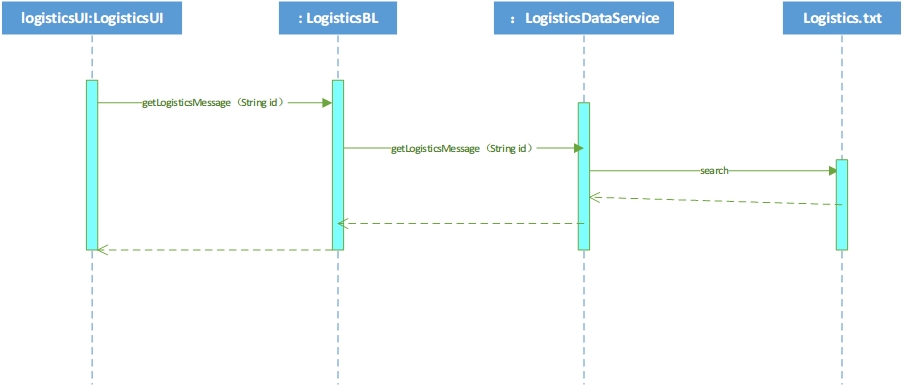 logisticsUI:LogisticsUI
: LogisticsBL
： LogisticsDataService
Logistics.txt
getLogisticsMessage（String id）
getLogisticsMessage（String id）
search